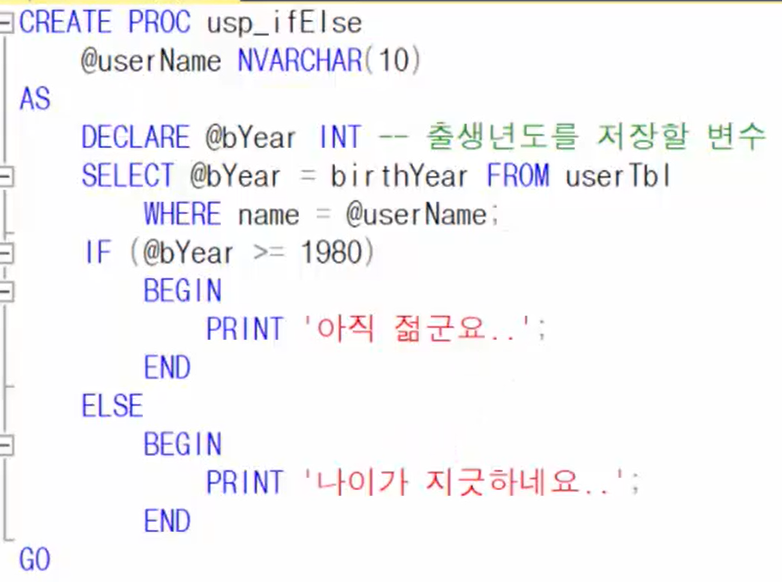 CREATE PROC usp_ifElse
@userName NVARCHAR(10)
AS
DECLARE @bYear INT -- 출생년도를 저장할 변수
SELECT @bYear = birthYear FROM userTbl
WHERE name = @userName;
IF (@bYear >= 1980)
BEGIN
PRINT '아직 젊군요..';
END
ELSE
BEGIN
PRINT '나이가 지긋하네요..';
END
GO